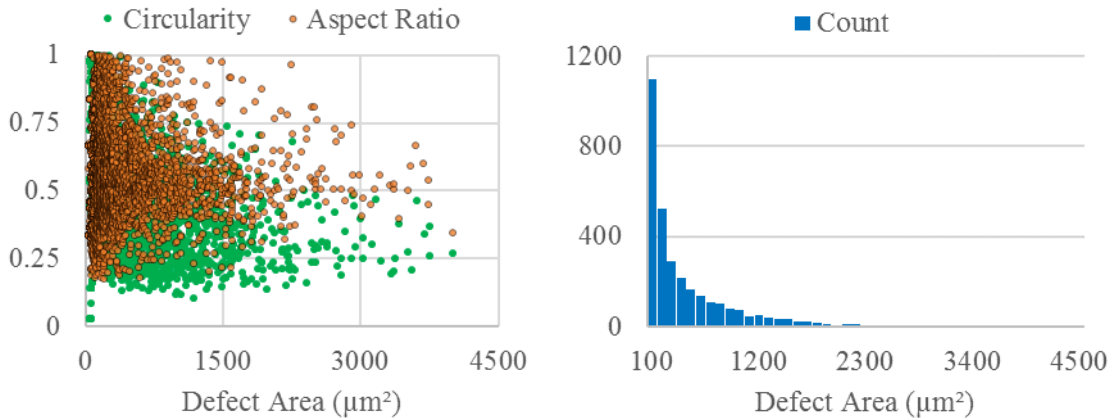 Circularity Aspect Ratio
1
0.75
0.5
0.25
0
0 1500 3000 4500
Defect Area (µm²)
Count
1200
800
400
0
100 1200 2300 3400 4500
Defect Area (µm²)